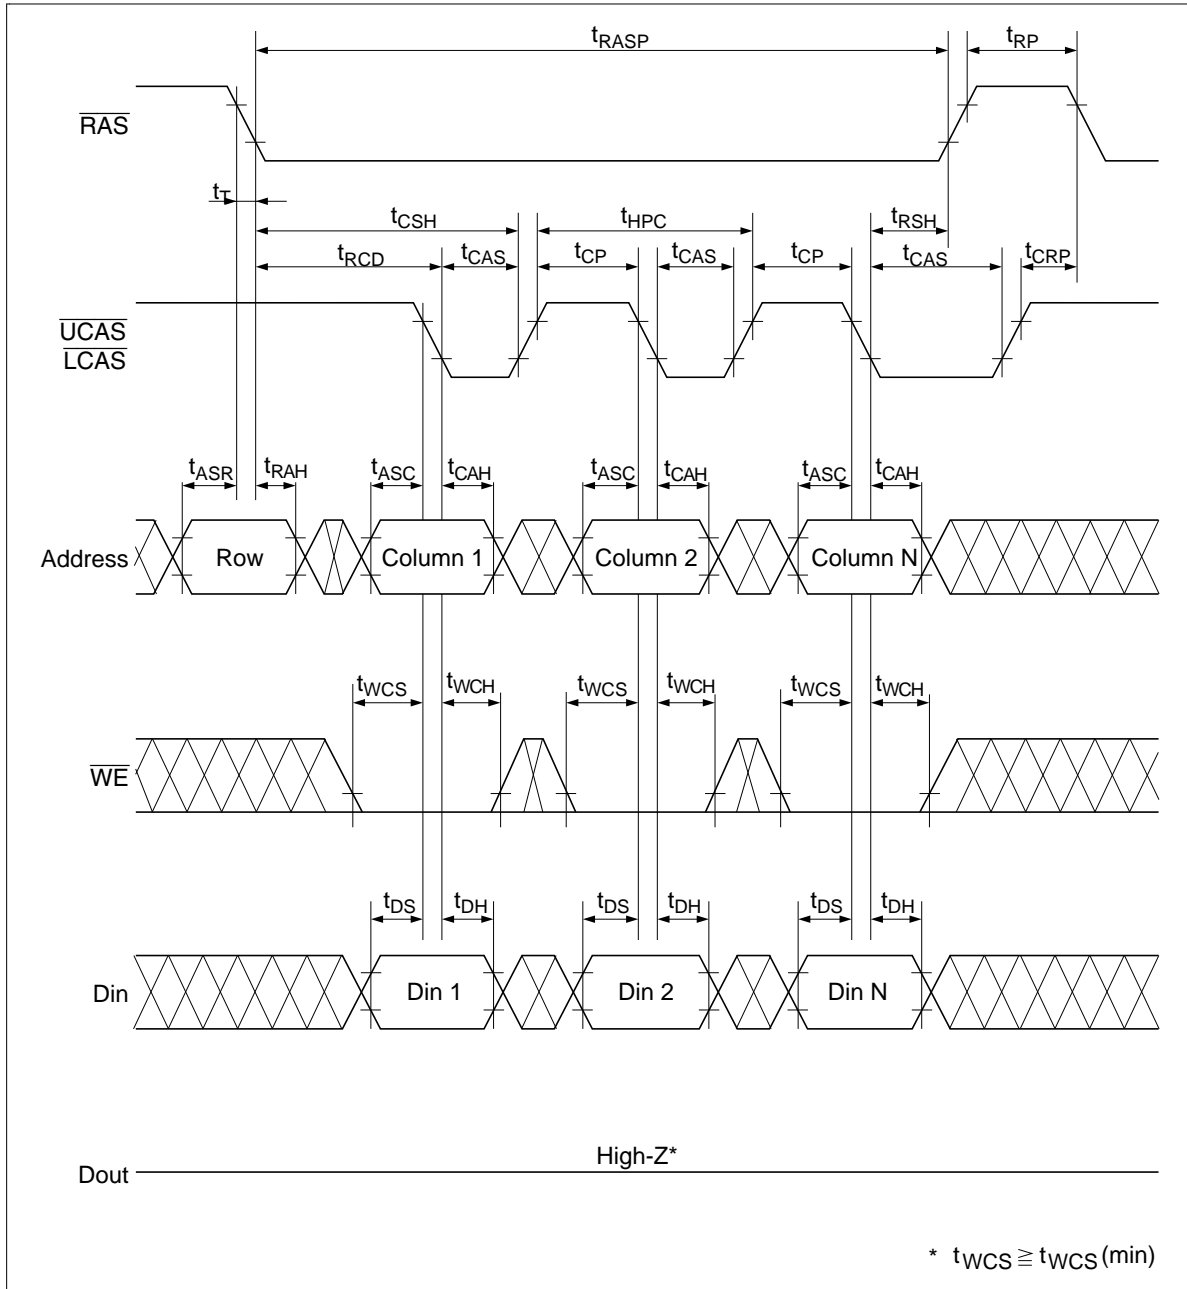 tRASP tRP
RAS
tT
tCSH tHPC tRSH
tRCD tCAS tCP tCAS tCP tCAS tCRP
UCAS
LCAS
tASR tRAH tASC tCAH tASC tCAH tASC tCAH
Address Row Column 1 Column 2 Column N
tWCS tWCH tWCS tWCH tWCS tWCH
WE
tDS tDH tDS tDH tDS tDH
Din Din 1 Din 2 Din N
High-Z*
Dout
* tWCS ≧ tWCS (min)